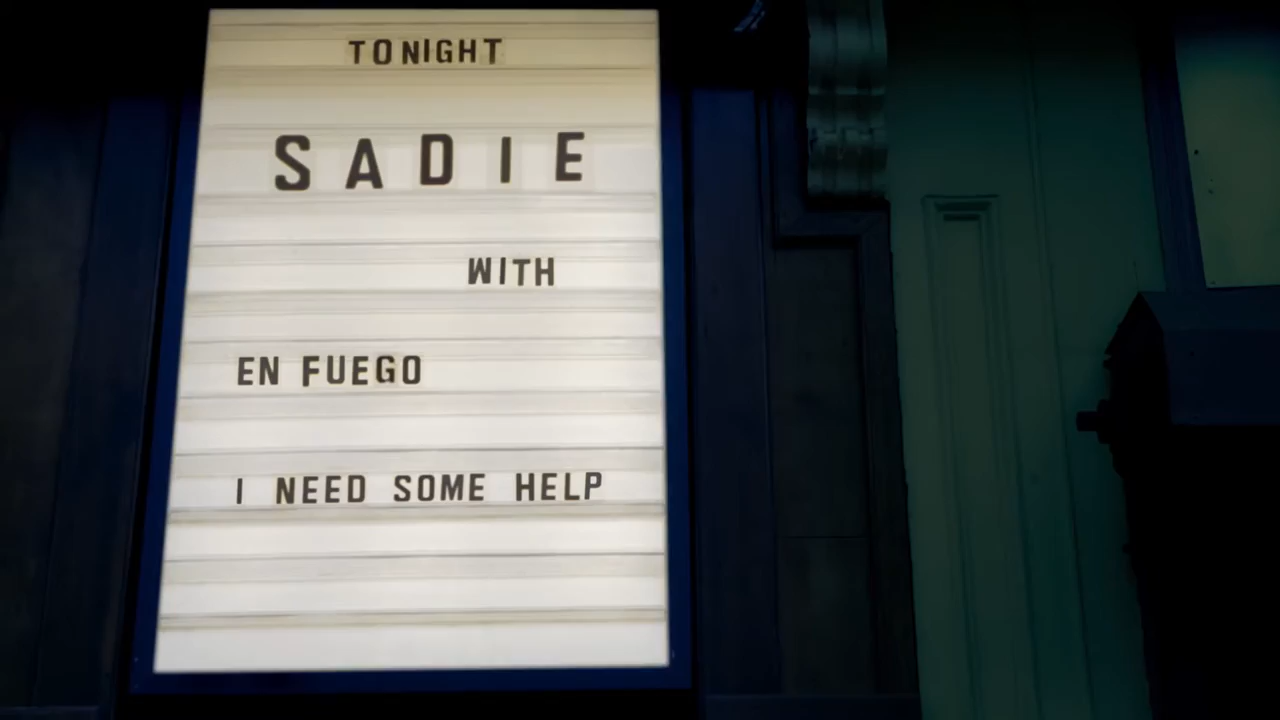 TONIGHT
SADIE
WITH
EN FUEGO
I NEED SOME HELP